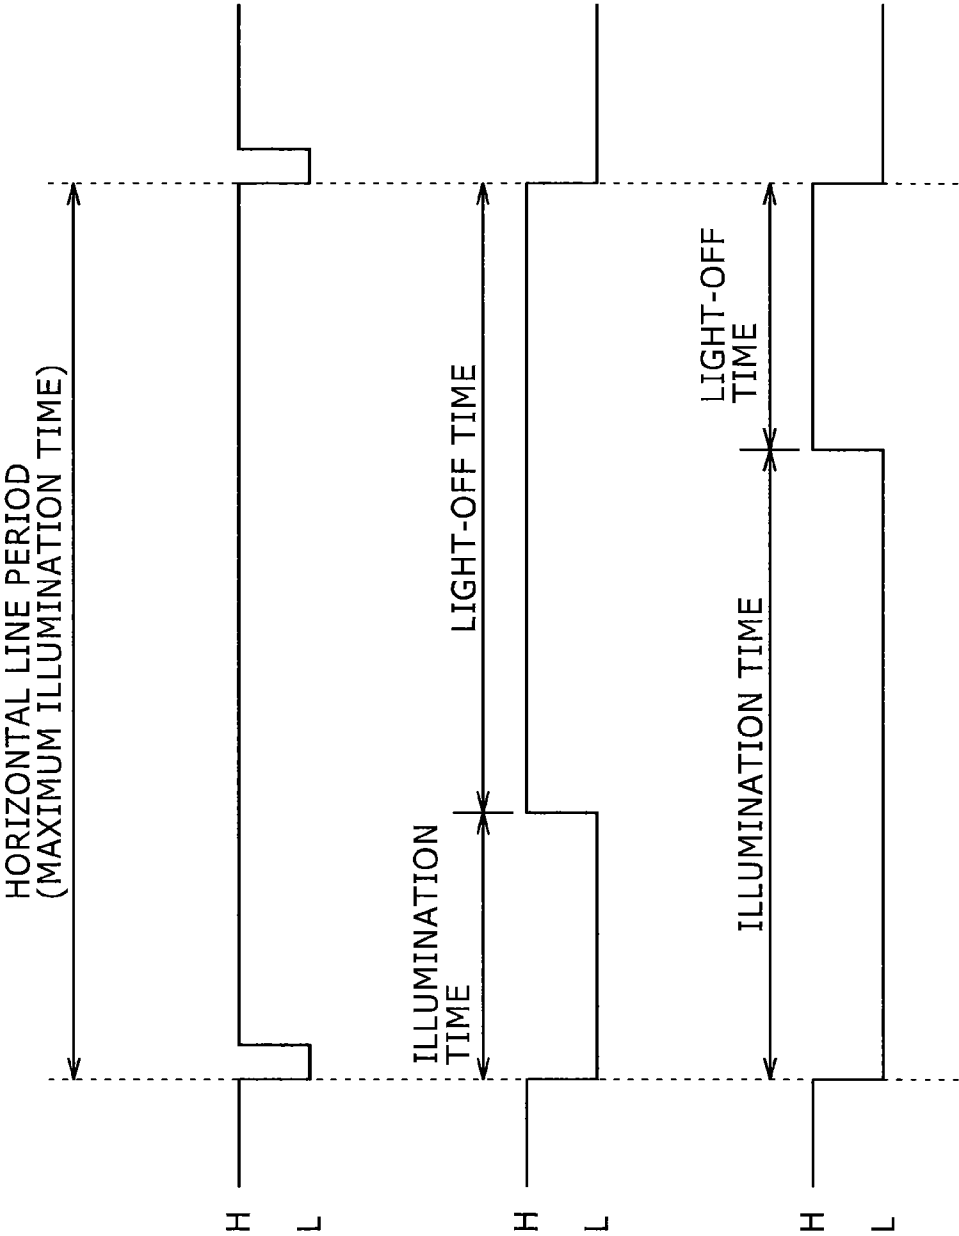 HORIZONTAL LINE PERIOD
(MAXIMUM ILLUMINATION TIME)
H
L
ILLUMINATION
TIME
LIGHT-OFF TIME
H
L
ILLUMINATION TIME
LIGHT-OFF
TIME
H
L